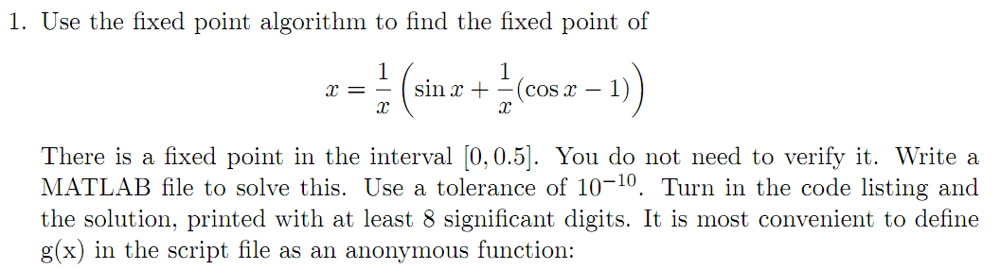 1. Use the fixed point algorithm to find the fixed point of
x = \frac{1}{x} \left( \sin x + \frac{1}{x} (\cos x - 1) \right)
There is a fixed point in the interval [0, 0.5]. You do not need to verify it. Write a
MATLAB file to solve this. Use a tolerance of 10^{-10}. Turn in the code listing and
the solution, printed with at least 8 significant digits. It is most convenient to define
g(x) in the script file as an anonymous function: